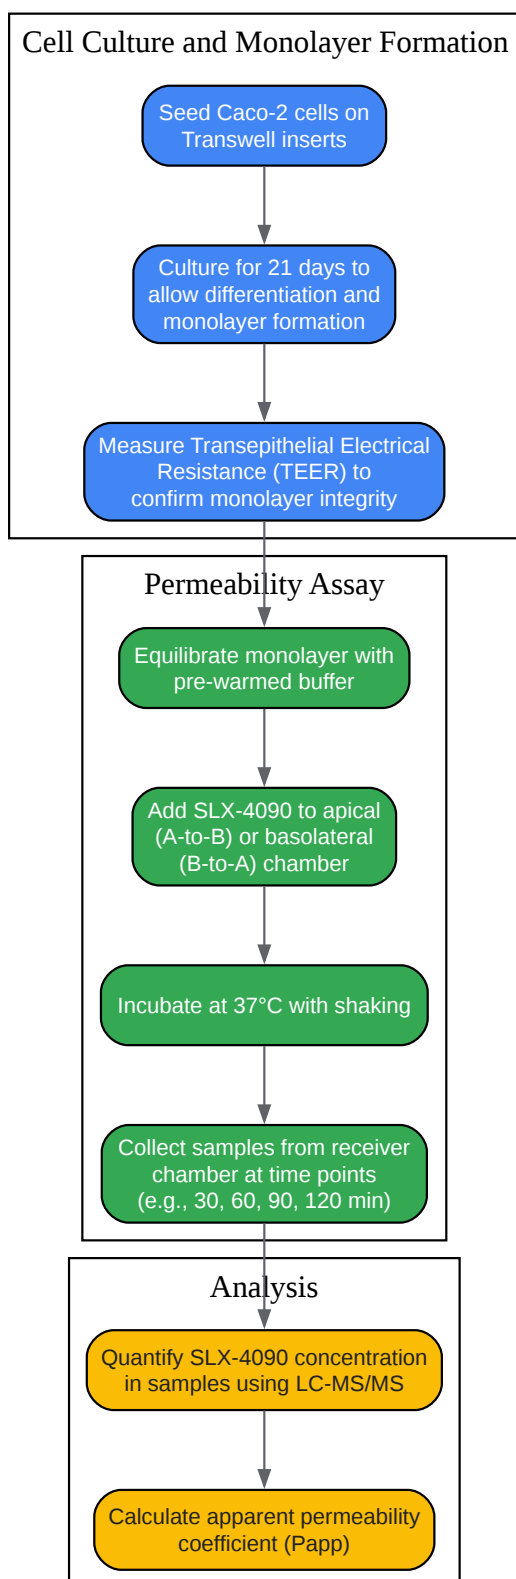 Cell Culture and Monolayer Formation
Seed Caco-2 cells on
Transwell inserts
Culture for 21 days to
allow differentiation and
monolayer formation
Measure Transepithelial Electrical
Resistance (TEER) to
confirm monolayer integrity
Permeability Assay
Equilibrate monolayer with
pre-warmed buffer
Add SLX-4090 to apical
(A-to-B) or basolateral
(B-to-A) chamber
Incubate at 37°C with shaking
Collect samples from receiver
chamber at time points
(e.g., 30, 60, 90, 120 min)
Analysis
Quantify SLX-4090 concentration
in samples using LC-MS/MS
Calculate apparent permeability
coefficient (Papp)